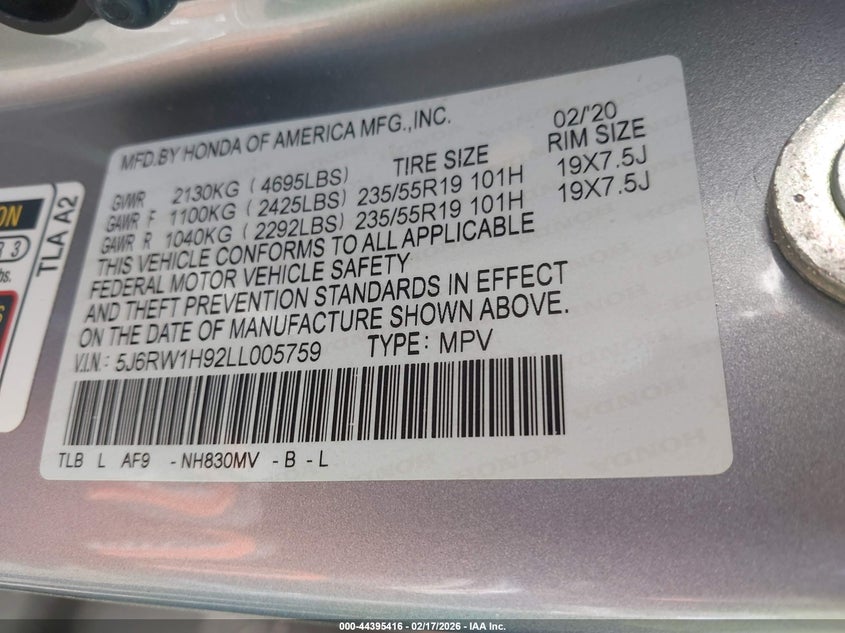 MFD.BY HONDA OF AMERICA MFG.,INC. 02/'20
TIRE SIZE RIM SIZE
GVWR 2130KG ( 4695LBS)
GAWR F 1100KG ( 2425LBS) 235/55R19 101H 19X7.5J
GAWR R 1040KG ( 2292LBS) 235/55R19 101H 19X7.5J
THIS VEHICLE CONFORMS TO ALL APPLICABLE
FEDERAL MOTOR VEHICLE SAFETY
AND THEFT PREVENTION STANDARDS IN EFFECT
ON THE DATE OF MANUFACTURE SHOWN ABOVE.
V.I.N.: 5J6RW1H92LL005759 TYPE: MPV
TLB L AF9 -NH830MV -B - L
TLA A2
000-44395416 - 02/17/2026 - IAA Inc.